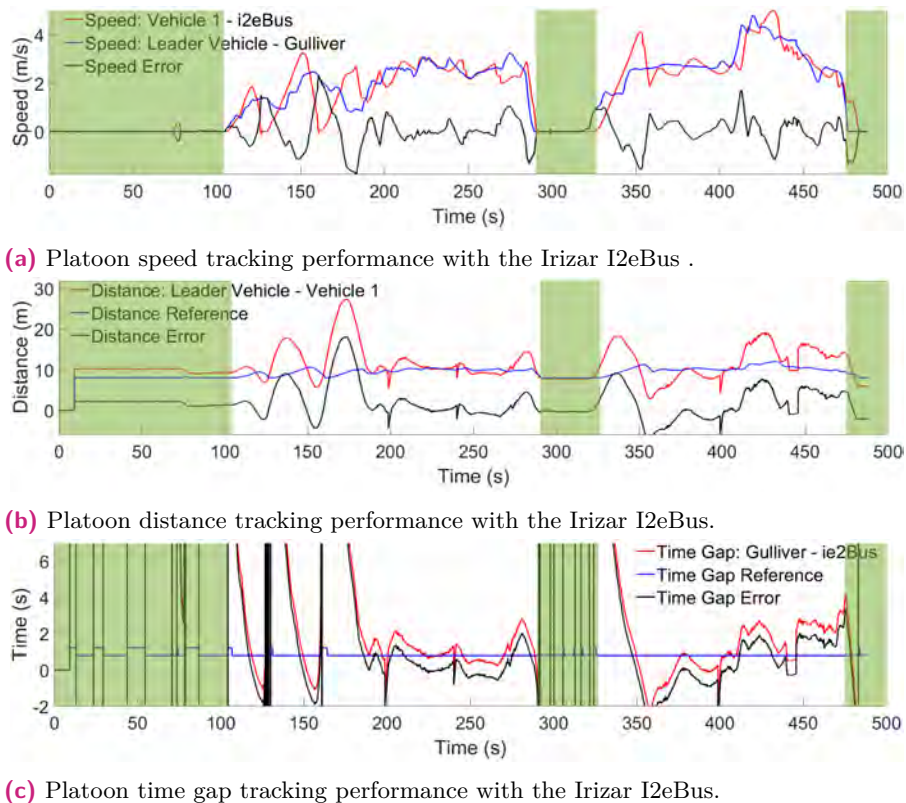 Speed: Vehicle 1 - i2eBus
Speed: Leader Vehicle - Gulliver
Speed Error
Speed (m/s)
4
2
0
0 50 100 150 200 250 300 350 400 450 500
Time (s)
(a) Platoon speed tracking performance with the Irizar I2eBus .
Distance: Leader Vehicle - Vehicle 1
Distance Reference
Distance Error
Distance (m)
30
20
10
0
0 50 100 150 200 250 300 350 400 450 500
Time (s)
(b) Platoon distance tracking performance with the Irizar I2eBus.
Time Gap: Gulliver - ie2Bus
Time Gap Reference
Time Gap Error
Time (s)
6
4
2
0
-2
0 50 100 150 200 250 300 350 400 450 500
Time (s)
(c) Platoon time gap tracking performance with the Irizar I2eBus.